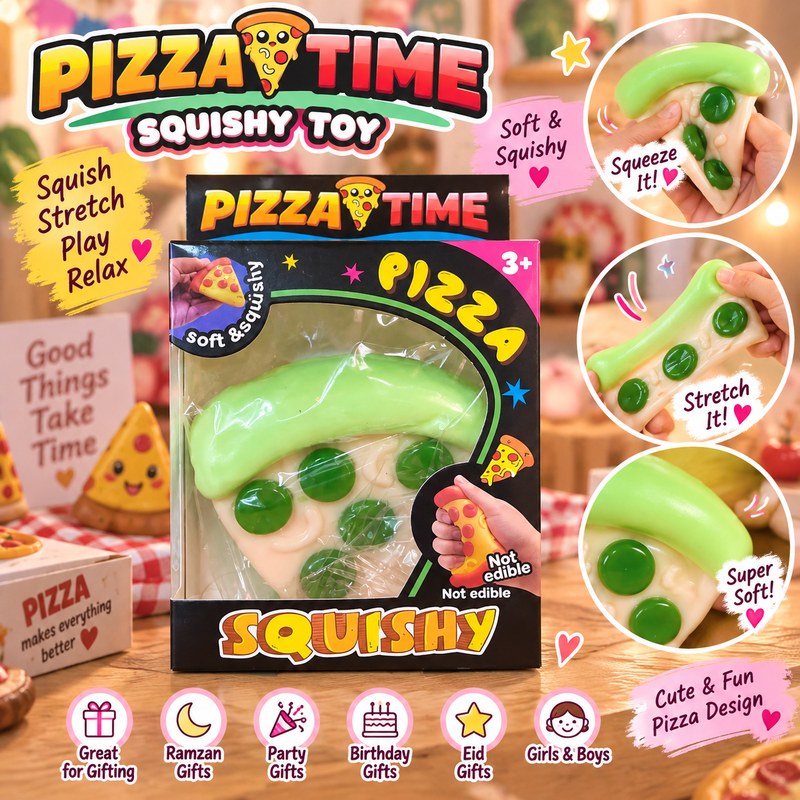 PIZZA TIME
SQUISHY TOY
Squish
Stretch
Play
Relax
Soft &
Squishy
Squeeze
It!
PIZZA TIME
soft & squishy
PIZZA
3+
Stretch
It!
Good
Things
Take
Time
Not
edible
Not edible
Super
Soft!
PIZZA
makes everything
better
SQUISHY
Cute & Fun
Pizza Design
Great
for Gifting
Ramzan
Gifts
Party
Gifts
Birthday
Gifts
Eid
Gifts
Girls & Boys